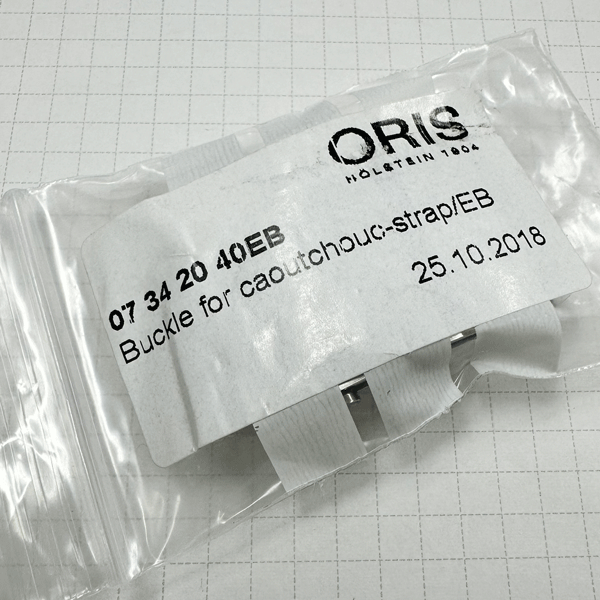 ORIS
HÖLSTEIN 1904
07 34 20 40EB
Buckle for caoutchouc-strap/EB
25.10.2018